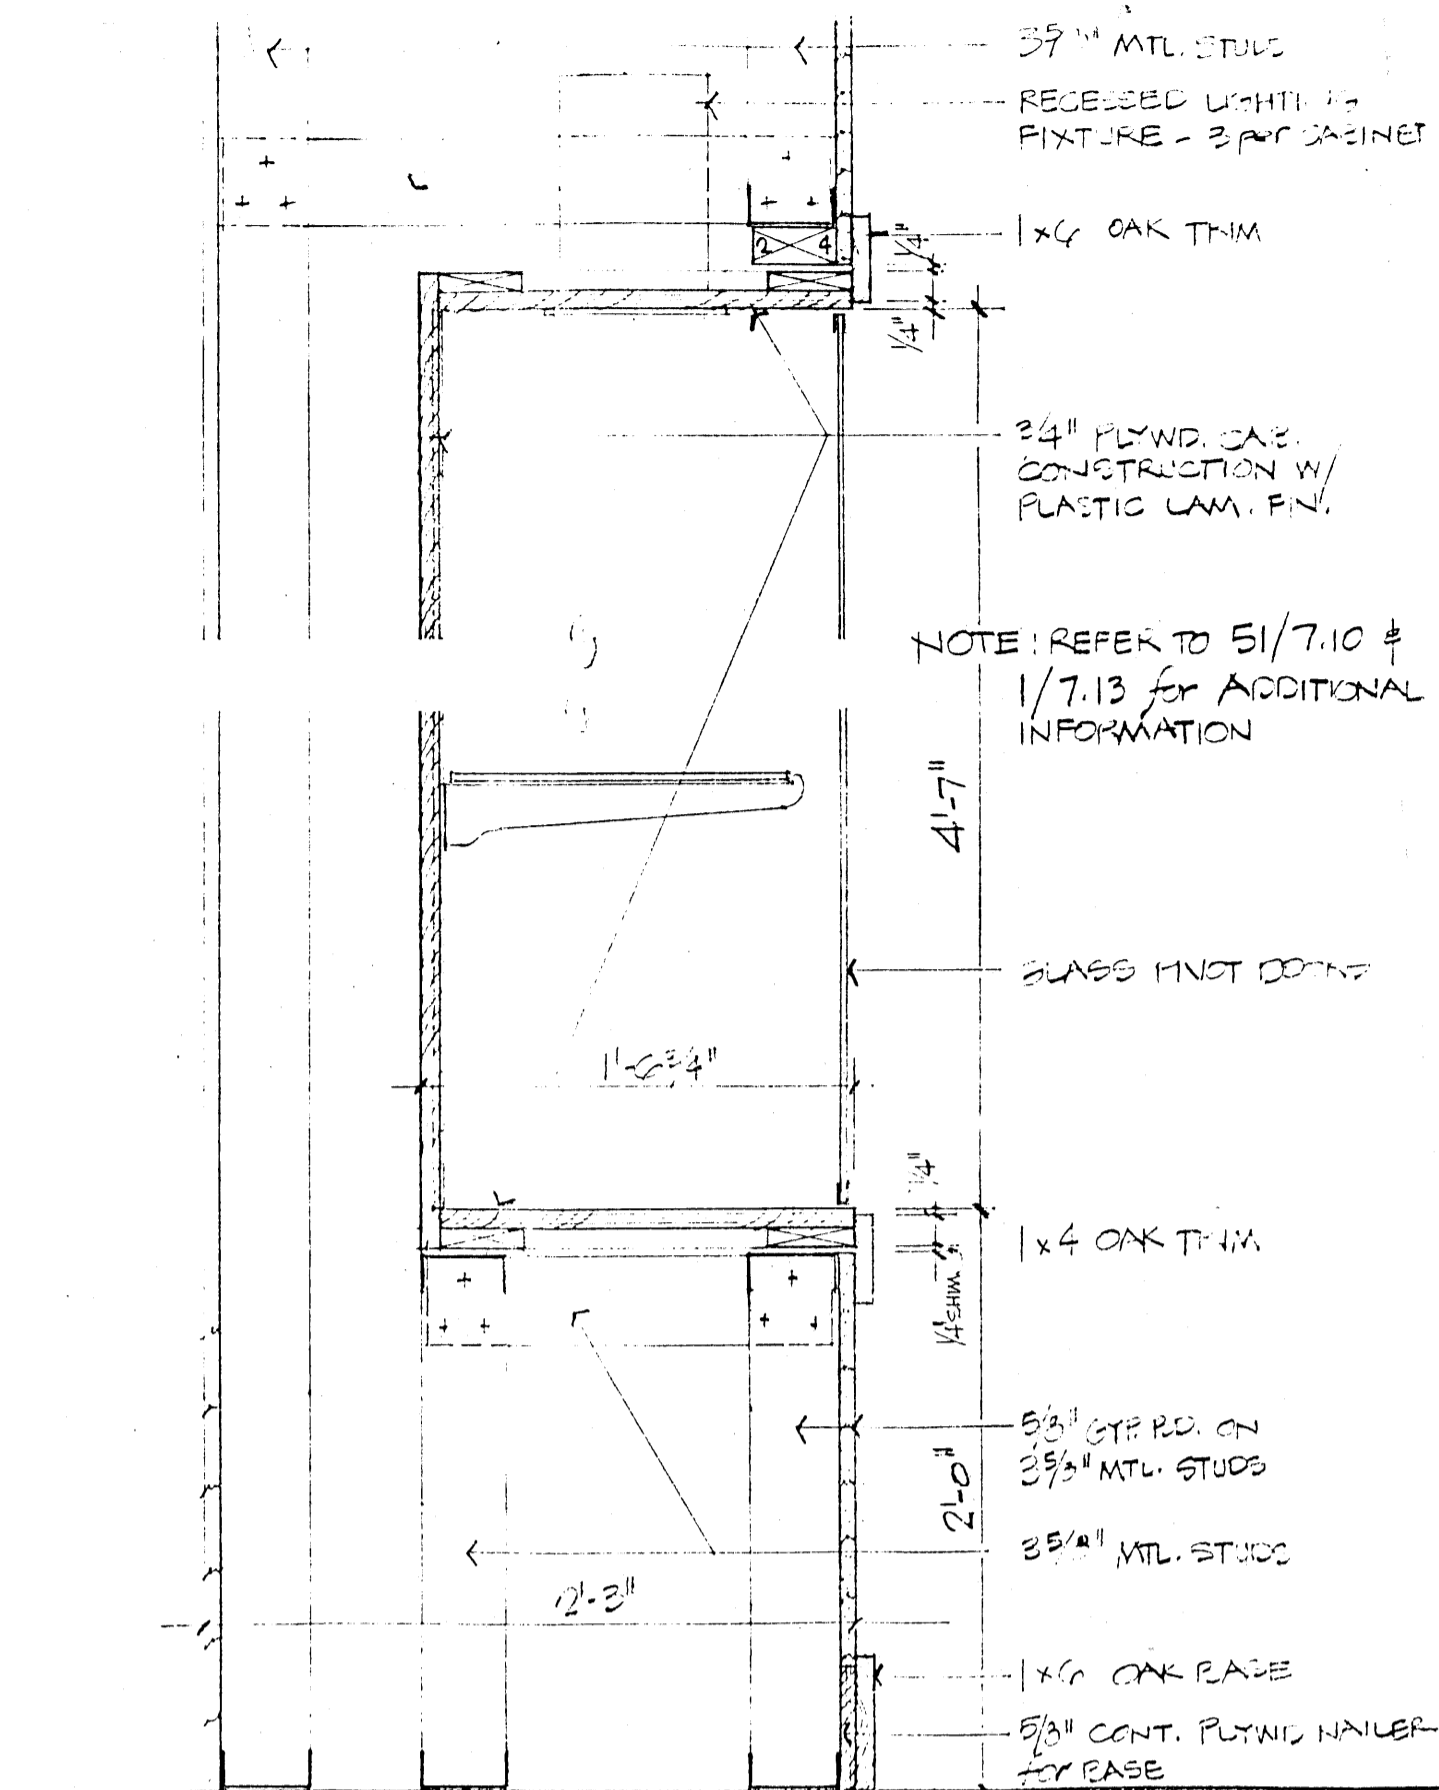 3 5/8" MTL. STUDS
RECESSED LIGHTING
FIXTURE - 3 per CABINET
1x6 OAK TRIM
2 4
1/4"
1/4"
3/4" PLYWD. CAB.
CONSTRUCTION W/
PLASTIC LAM. FIN.
NOTE: REFER TO 51/7.10 &
1/7.13 for ADDITIONAL
INFORMATION
4'-7"
GLASS PIVOT DOORS
1'-6 3/4"
1/4"
1x4 OAK TRIM
1/4" SHIM
5/8" GYP. BD. ON
3 5/8" MTL. STUDS
2'-0"
3 5/8" MTL. STUDS
2'-3"
1x6 OAK BASE
5/8" CONT. PLYWD NAILER
for BASE